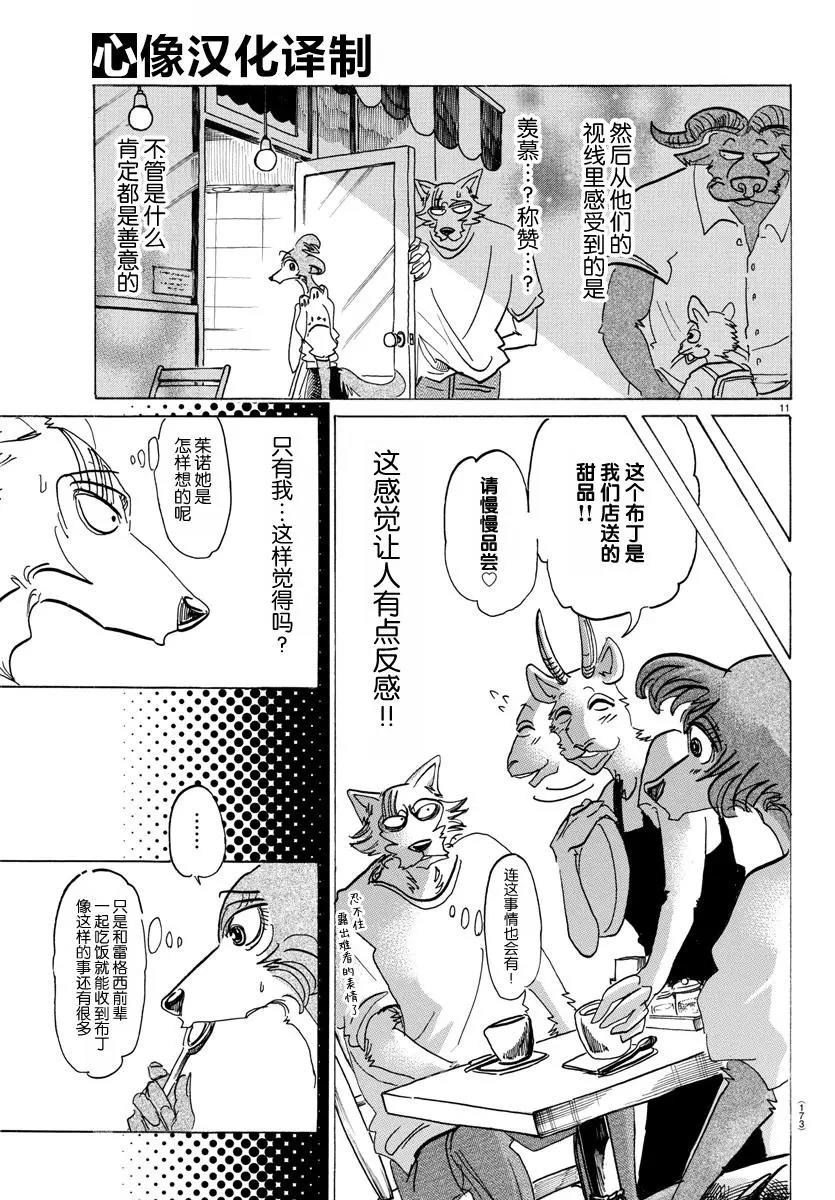 心像汉化译制
然后从他们的
视线里感受到的是
羡慕…?称赞…?
不管是什么
肯定都是善意的
11
这个布丁是
我们店送的
甜品!!
请慢慢品尝♡
这感觉让人有点反感!!
连这事情也会有!
忍不住
露出难看的表情了
只有我…这样觉得吗?
茱诺她是
怎样想的呢
……
只是和雷格西前辈
一起吃饭就能收到布丁
像这样的事还有很多
(173)